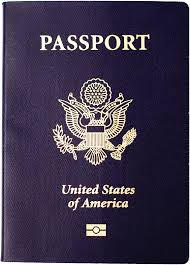 PASSPORT
United States
of America